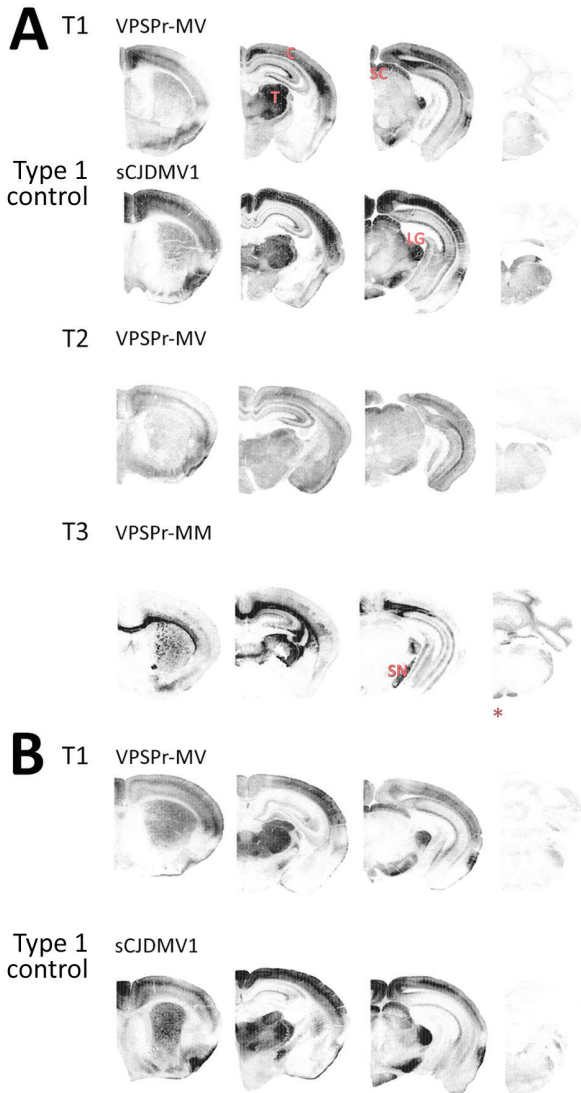 A T1 VPSPr-MV
C
T
SC
Type 1
control
sCJDMV1
LG
T2 VPSPr-MV
T3 VPSPr-MM
SN
*
B T1 VPSPr-MV
Type 1
control
sCJDMV1